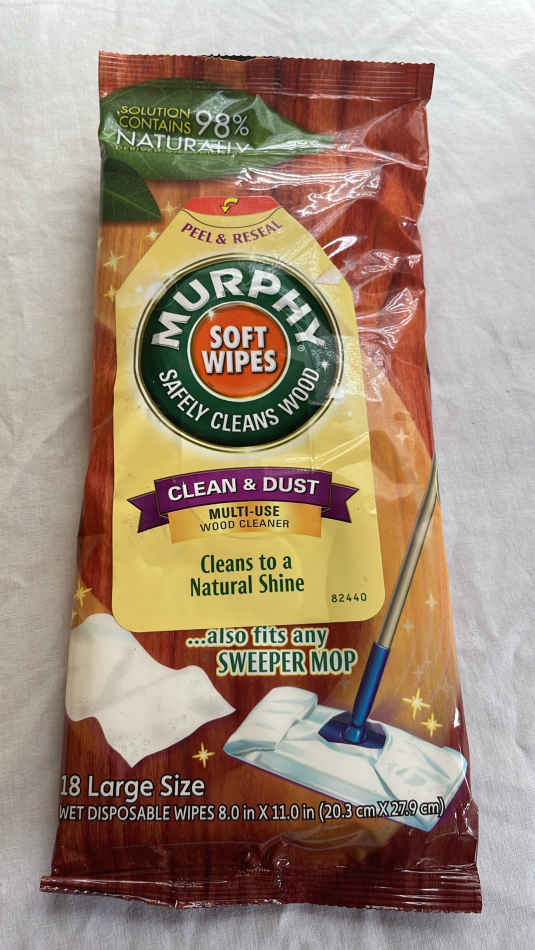 SOLUTION
CONTAINS 98%
NATURALLY
PEEL & RESEAL
MURPHY®
SOFT
WIPES
SAFELY CLEANS WOOD
CLEAN & DUST
MULTI-USE
WOOD CLEANER
Cleans to a
Natural Shine
82440
...also fits any
SWEEPER MOP
18 Large Size
WET DISPOSABLE WIPES 8.0 in X 11.0 in (20.3 cm X 27.9 cm)